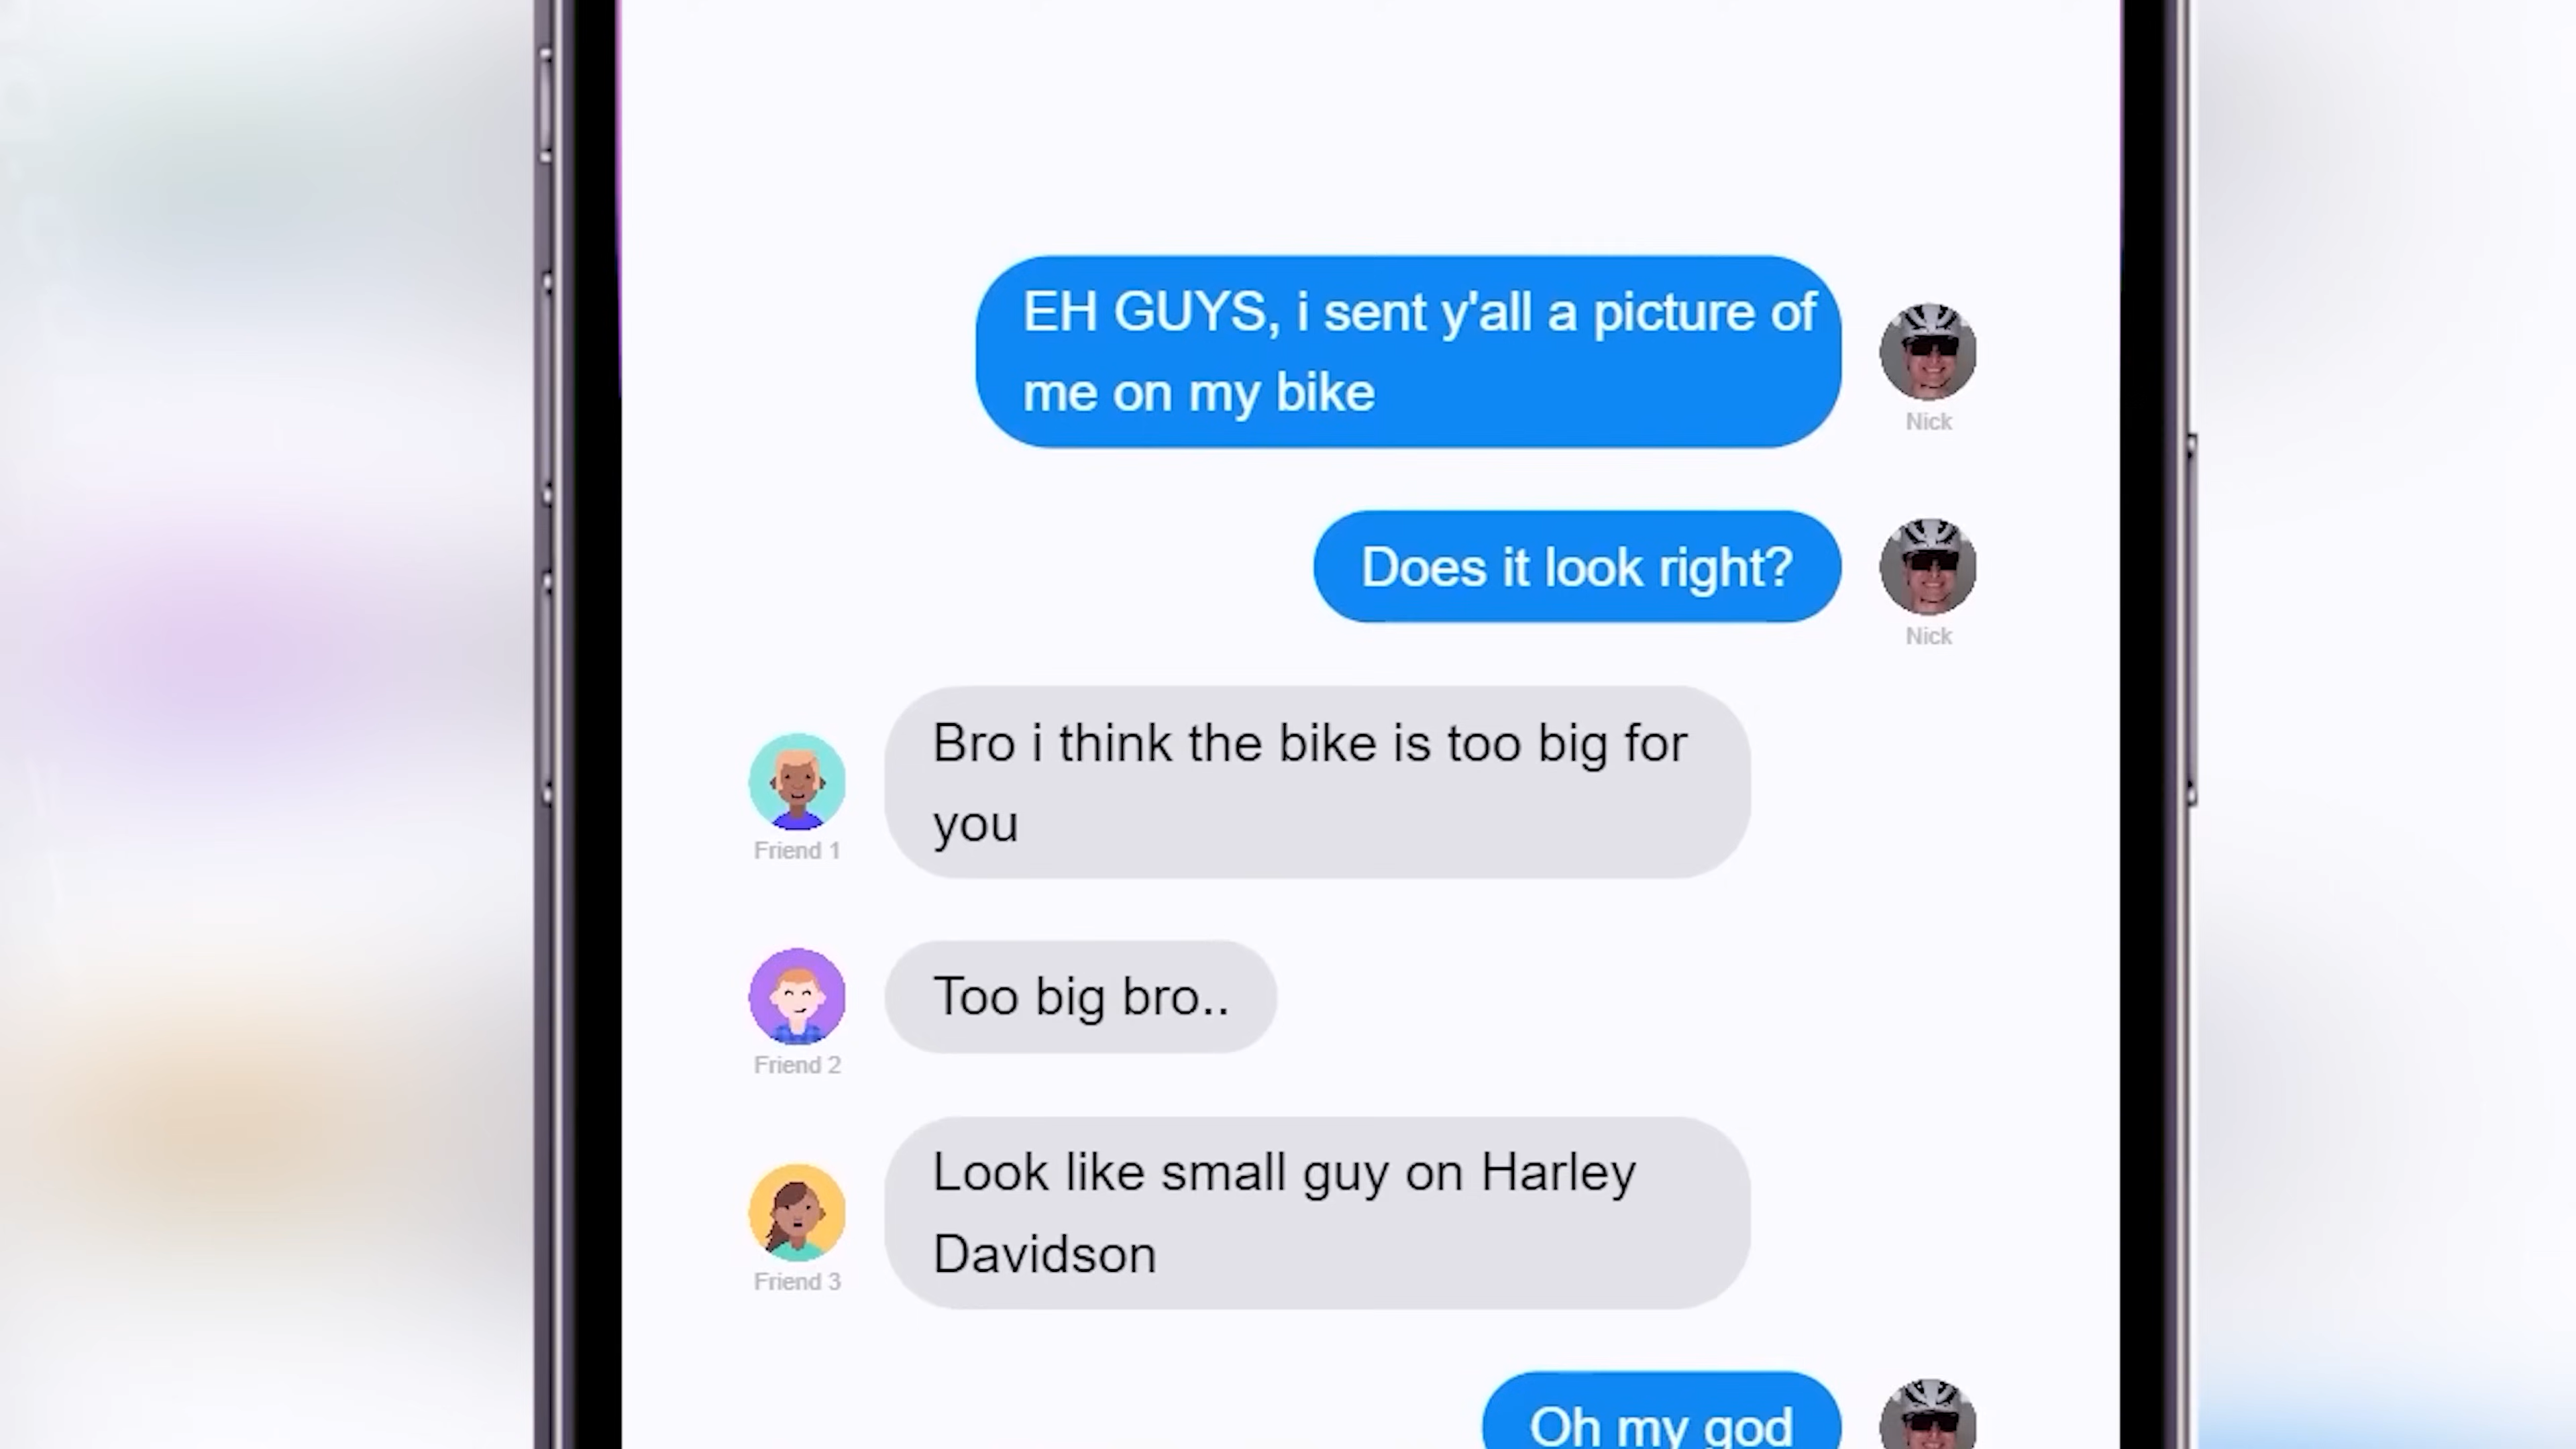 EH GUYS, i sent y'all a picture of
me on my bike
Nick
Does it look right?
Nick
Bro i think the bike is too big for
you
Friend 1
Too big bro..
Friend 2
Look like small guy on Harley
Davidson
Friend 3
Oh my god